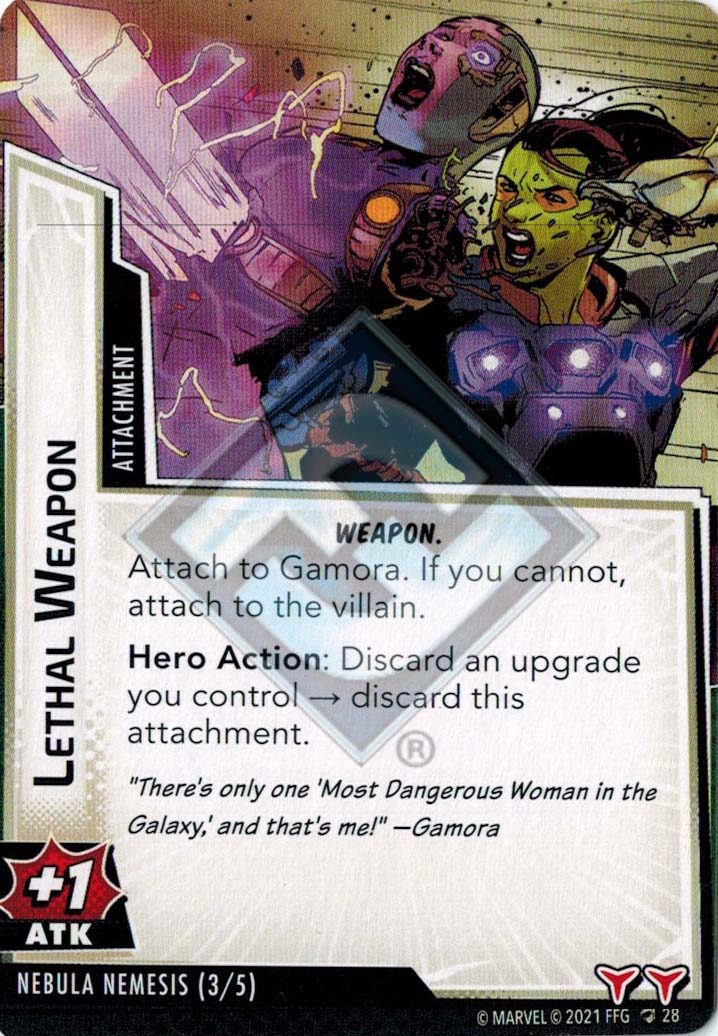 ATTACHMENT
LETHAL WEAPON
WEAPON.
Attach to Gamora. If you cannot,
attach to the villain.
Hero Action: Discard an upgrade
you control → discard this
attachment.
"There's only one 'Most Dangerous Woman in the
Galaxy,' and that's me!" —Gamora
+1
ATK
NEBULA NEMESIS (3/5)
© MARVEL © 2021 FFG 28
®